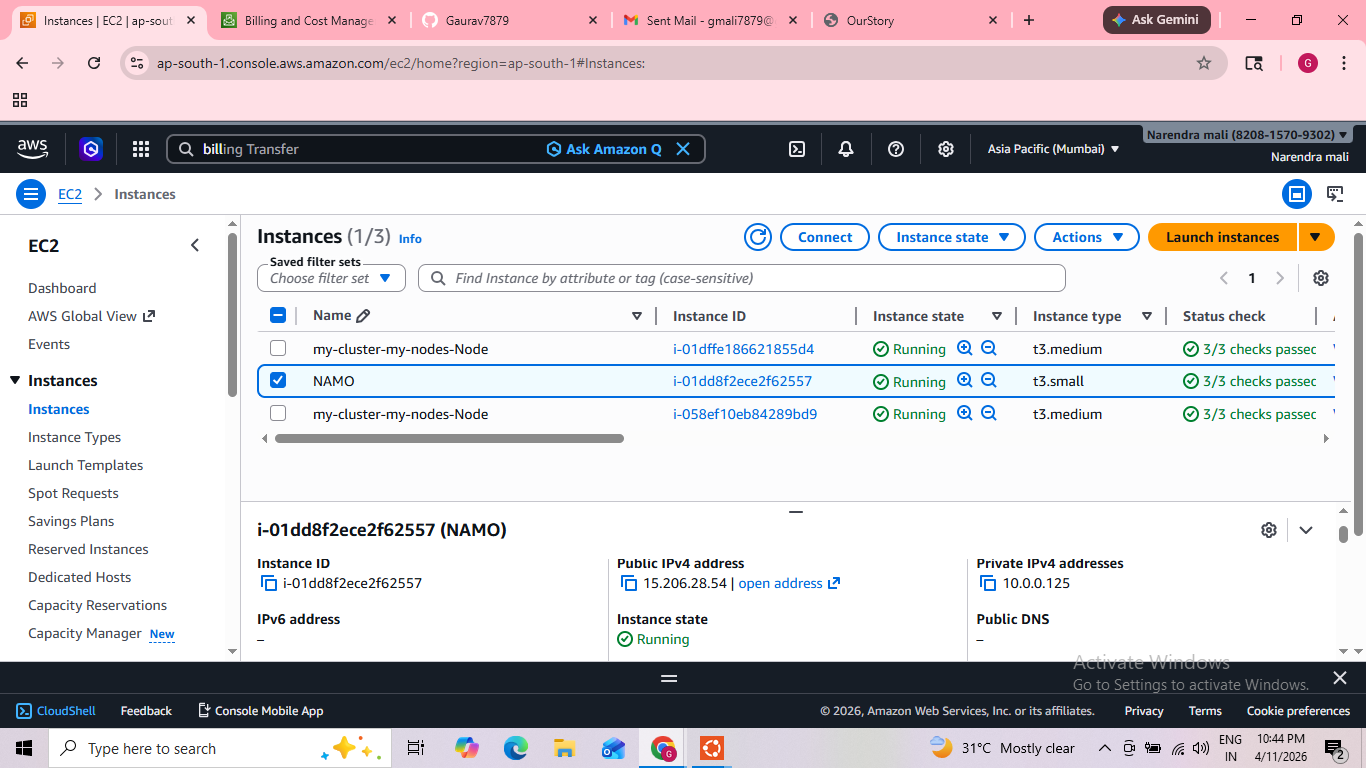 Instances | EC2 | ap-sou
Billing and Cost Manage
Gaurav7879
Sent Mail - gmali7879@
OurStory
Ask Gemini
ap-south-1.console.aws.amazon.com/ec2/home?region=ap-south-1#Instances:
G
aws
billing Transfer
Ask Amazon Q
Asia Pacific (Mumbai)
Narendra mali (8208-1570-9302)
Narendra mali
EC2
Instances
EC2
Dashboard
AWS Global View
Events
Instances
Instances
Instance Types
Launch Templates
Spot Requests
Savings Plans
Reserved Instances
Dedicated Hosts
Capacity Reservations
Capacity Manager New
Instances (1/3) Info
Connect
Instance state
Actions
Launch instances
Saved filter sets
Choose filter set
Find Instance by attribute or tag (case-sensitive)
1
Name Instance ID Instance state Instance type Status check
my-cluster-my-nodes-Node i-01dffe186621855d4 Running t3.medium 3/3 checks passec
NAMO i-01dd8f2ece2f62557 Running t3.small 3/3 checks passec
my-cluster-my-nodes-Node i-058ef10eb84289bd9 Running t3.medium 3/3 checks passec
i-01dd8f2ece2f62557 (NAMO)
Instance ID
i-01dd8f2ece2f62557
Public IPv4 address
15.206.28.54 | open address
Private IPv4 addresses
10.0.0.125
IPv6 address
–
Instance state
Running
Public DNS
–
Activate Windows
Go to Settings to activate Windows.
CloudShell Feedback Console Mobile App
© 2026, Amazon Web Services, Inc. or its affiliates. Privacy Terms Cookie preferences
Type here to search
31°C Mostly clear
ENG
IN
10:44 PM
4/11/2026
2